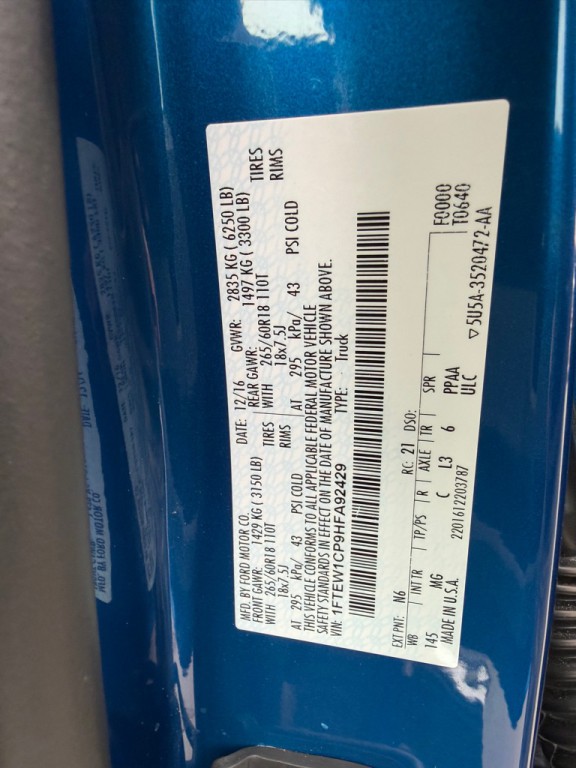 MFD. BY FORD MOTOR CO.
DATE: 12/16 GVWR: 2835 KG ( 6250 LB)
FRONT GAWR: 1429 KG ( 3150 LB) REAR GAWR: 1497 KG ( 3300 LB)
WITH 265/60R18 110T WITH 265/60R18 110T TIRES
18x7.5J RIMS 18x7.5J RIMS
AT 295 kPa/ 43 PSI COLD AT 295 kPa/ 43 PSI COLD
THIS VEHICLE CONFORMS TO ALL APPLICABLE FEDERAL MOTOR VEHICLE
SAFETY STANDARDS IN EFFECT ON THE DATE OF MANUFACTURE SHOWN ABOVE.
VIN: 1FTEW1CP9HFA92429 TYPE: Truck
EXT PNT: N6 RC: 21 DSO: F0000
WB INT TR TP/PS R AXLE TR SPR T0640
145 MG C L3 6 PPAA
MADE IN U.S.A. 2201612203787 ULC
▽5U5A-3520472-AA